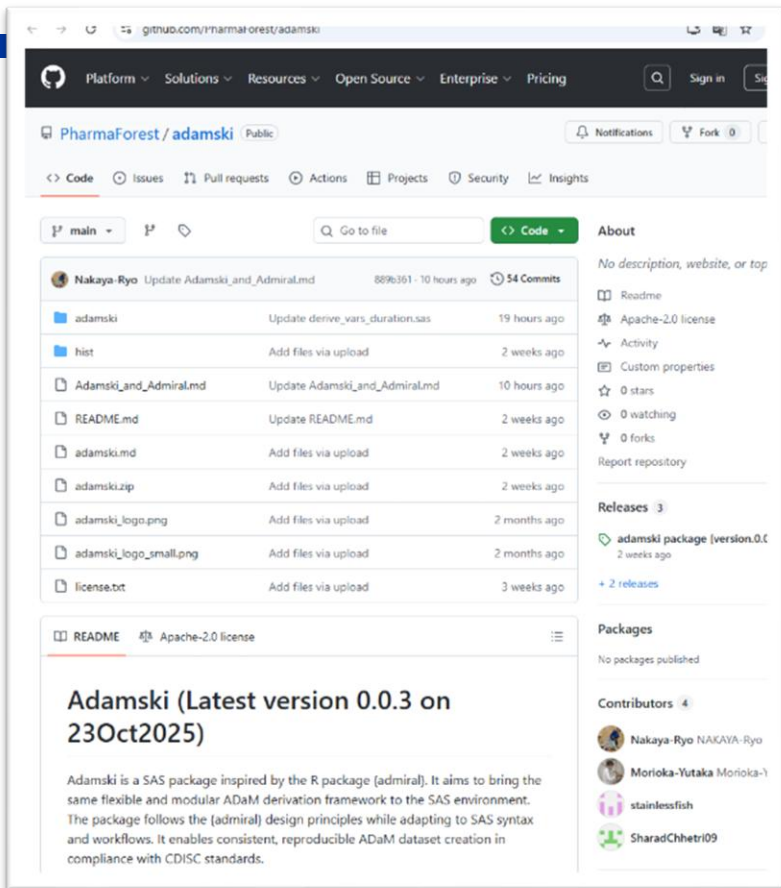 github.com/PharmaForest/adamski
Platform Solutions Resources Open Source Enterprise Pricing Sign in
PharmaForest / adamski Public Notifications Fork 0
Code Issues Pull requests Actions Projects Security Insights
main Go to file Code
Nakaya-Ryo Update Adamski_and_Admiral.md 889b361 · 10 hours ago 54 Commits
adamski Update derive_vars_duration.sas 19 hours ago
hist Add files via upload 2 weeks ago
Adamski_and_Admiral.md Update Adamski_and_Admiral.md 10 hours ago
README.md Update README.md 2 weeks ago
adamski.md Add files via upload 2 weeks ago
adamski.zip Add files via upload 2 weeks ago
adamski_logo.png Add files via upload 2 months ago
adamski_logo_small.png Add files via upload 2 months ago
license.txt Add files via upload 3 weeks ago
README Apache-2.0 license
Adamski (Latest version 0.0.3 on
23Oct2025)
Adamski is a SAS package inspired by the R package {admiral}. It aims to bring the
same flexible and modular ADaM derivation framework to the SAS environment.
The package follows the {admiral} design principles while adapting to SAS syntax
and workflows. It enables consistent, reproducible ADaM dataset creation in
compliance with CDISC standards.
About
No description, website, or top
Readme
Apache-2.0 license
Activity
Custom properties
0 stars
0 watching
0 forks
Report repository
Releases 3
adamski package (version.0.0
2 weeks ago
+ 2 releases
Packages
No packages published
Contributors 4
Nakaya-Ryo NAKAYA-Ryo
Morioka-Yutaka Morioka-Y
stainlessfish
SharadChhetri09